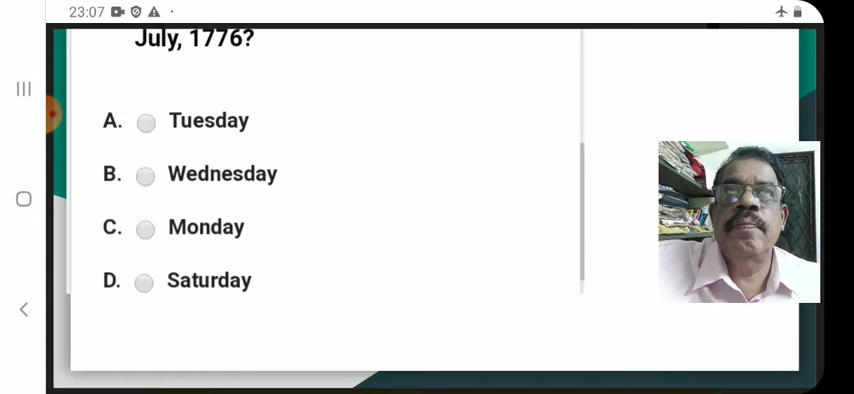 23:07
July, 1776?
A. Tuesday
B. Wednesday
C. Monday
D. Saturday